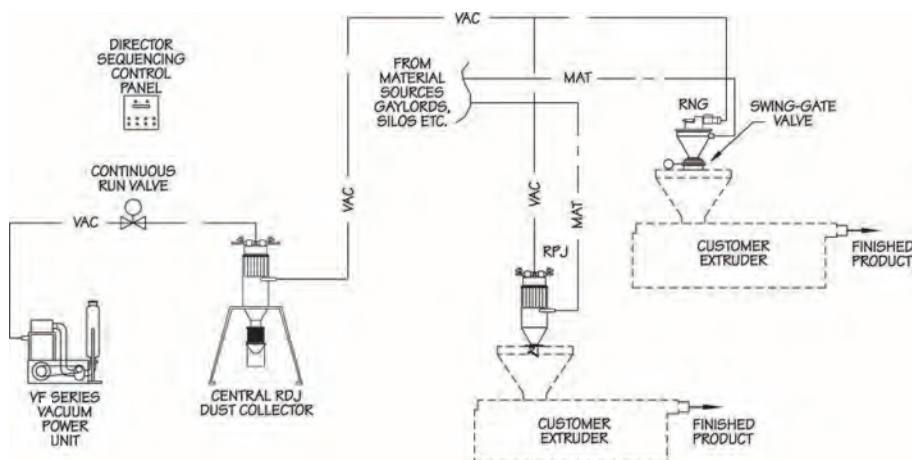 DIRECTOR
SEQUENCING
CONTROL
PANEL
CONTINUOUS
RUN VALVE
VAC
VF SERIES
VACUUM
POWER
UNIT
CENTRAL RDJ
DUST COLLECTOR
VAC
VAC
FROM
MATERIAL
SOURCES
GAYLORDS,
SILOS ETC.
MAT
VAC
MAT
RPJ
RNG
SWING-GATE
VALVE
CUSTOMER
EXTRUDER
FINISHED
PRODUCT
CUSTOMER
EXTRUDER
FINISHED
PRODUCT